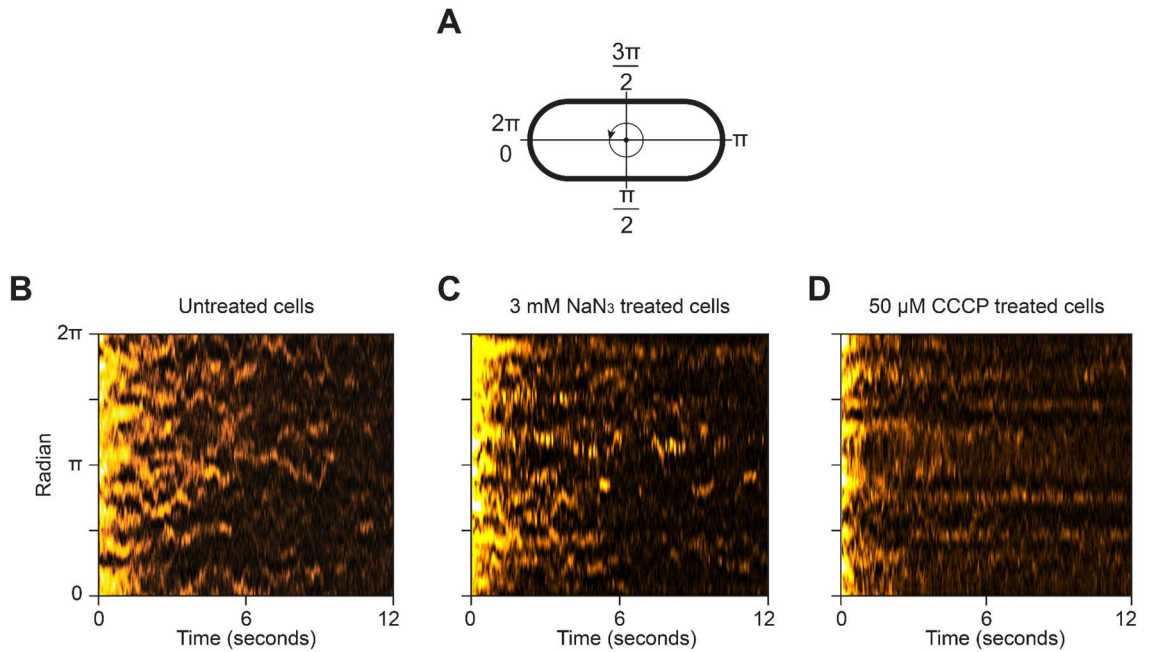 A
3π
2
2π
0
π
π
2
B
Untreated cells
C
3 mM NaN₃ treated cells
D
50 µM CCCP treated cells
2π
π
0
Radian
0
6
12
Time (seconds)
0
6
12
Time (seconds)
0
6
12
Time (seconds)